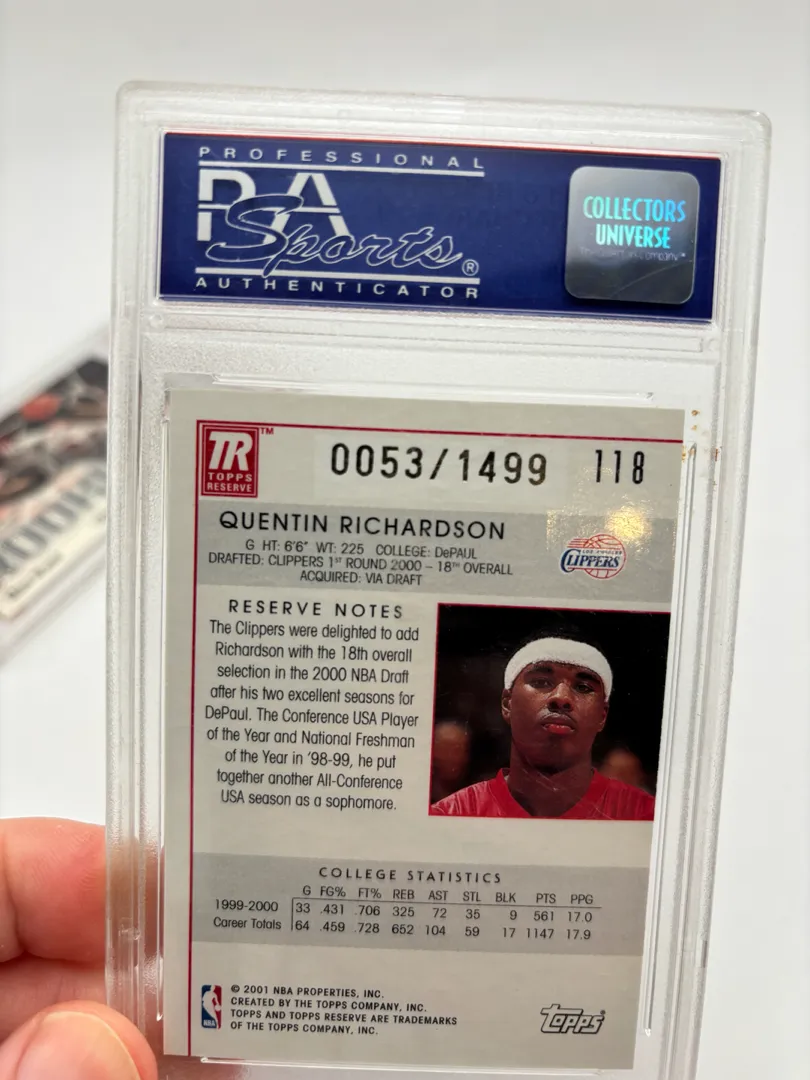 PROFESSIONAL
PSA
Sports®
AUTHENTICATOR
COLLECTORS
UNIVERSE
TR™
TOPPS
RESERVE
0053/1499 118
QUENTIN RICHARDSON
G HT: 6'6" WT: 225 COLLEGE: DePAUL
DRAFTED: CLIPPERS 1ST ROUND 2000 – 18TH OVERALL
ACQUIRED: VIA DRAFT
LOS ANGELES
CLIPPERS
RESERVE NOTES
The Clippers were delighted to add
Richardson with the 18th overall
selection in the 2000 NBA Draft
after his two excellent seasons for
DePaul. The Conference USA Player
of the Year and National Freshman
of the Year in '98-99, he put
together another All-Conference
USA season as a sophomore.
COLLEGE STATISTICS
G FG% FT% REB AST STL BLK PTS PPG
1999-2000 33 .431 .706 325 72 35 9 561 17.0
Career Totals 64 .459 .728 652 104 59 17 1147 17.9
© 2001 NBA PROPERTIES, INC.
CREATED BY THE TOPPS COMPANY, INC.
TOPPS AND TOPPS RESERVE ARE TRADEMARKS
OF THE TOPPS COMPANY, INC.
NBA
Topps®